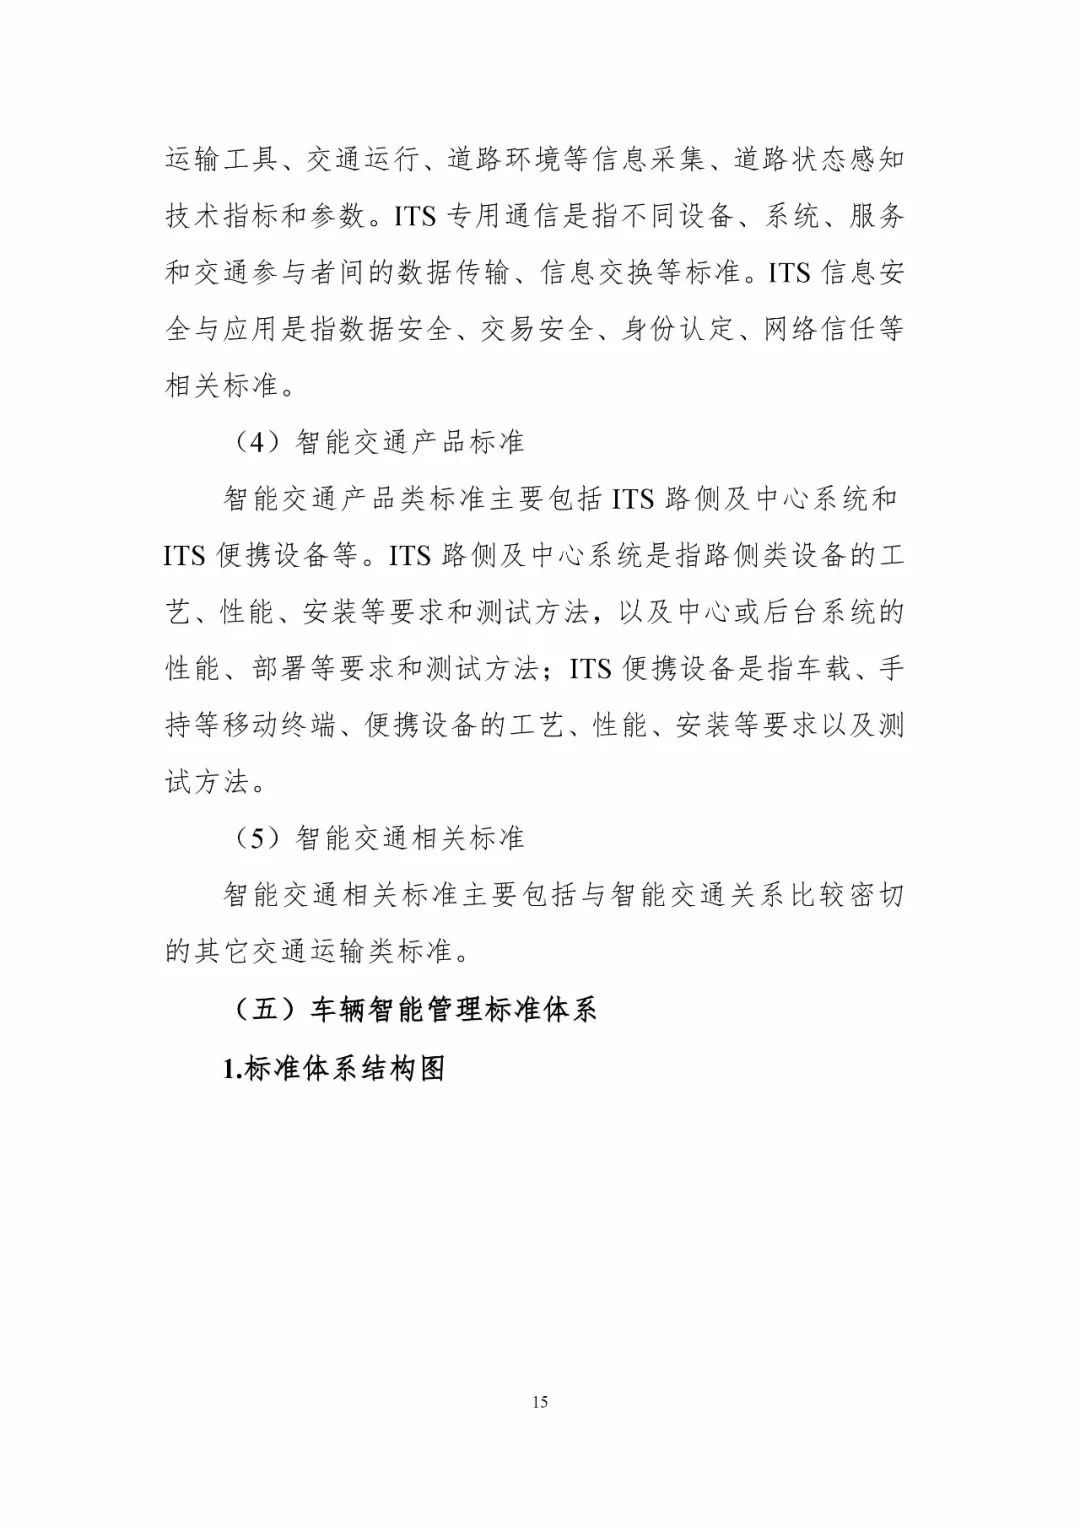 运输工具、交通运行、道路环境等信息采集、道路状态感知
技术指标和参数。ITS 专用通信是指不同设备、系统、服务
和交通参与者间的数据传输、信息交换等标准。ITS 信息安
全与应用是指数据安全、交易安全、身份认定、网络信任等
相关标准。
（4）智能交通产品标准
智能交通产品类标准主要包括 ITS 路侧及中心系统和
ITS 便携设备等。ITS 路侧及中心系统是指路侧类设备的工
艺、性能、安装等要求和测试方法，以及中心或后台系统的
性能、部署等要求和测试方法；ITS 便携设备是指车载、手
持等移动终端、便携设备的工艺、性能、安装等要求以及测
试方法。
（5）智能交通相关标准
智能交通相关标准主要包括与智能交通关系比较密切
的其它交通运输类标准。
（五）车辆智能管理标准体系
1.标准体系结构图
15